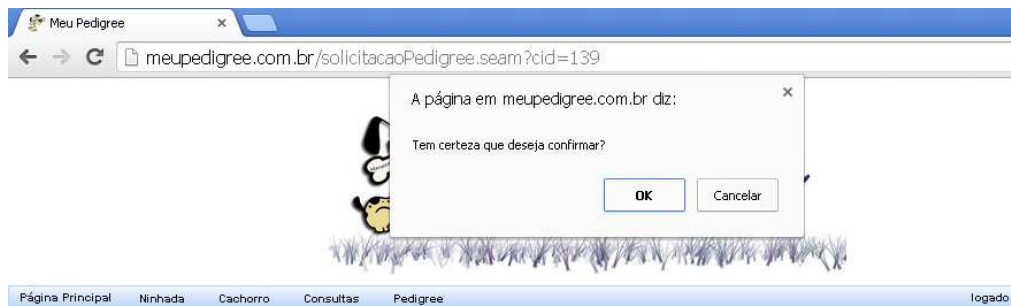 Meu Pedigree
meupedigree.com.br/solicitacaoPedigree.seam?cid=139
A página em meupedigree.com.br diz:
Tem certeza que deseja confirmar?
OK Cancelar
Página Principal Ninhada Cachorro Consultas Pedigree logado